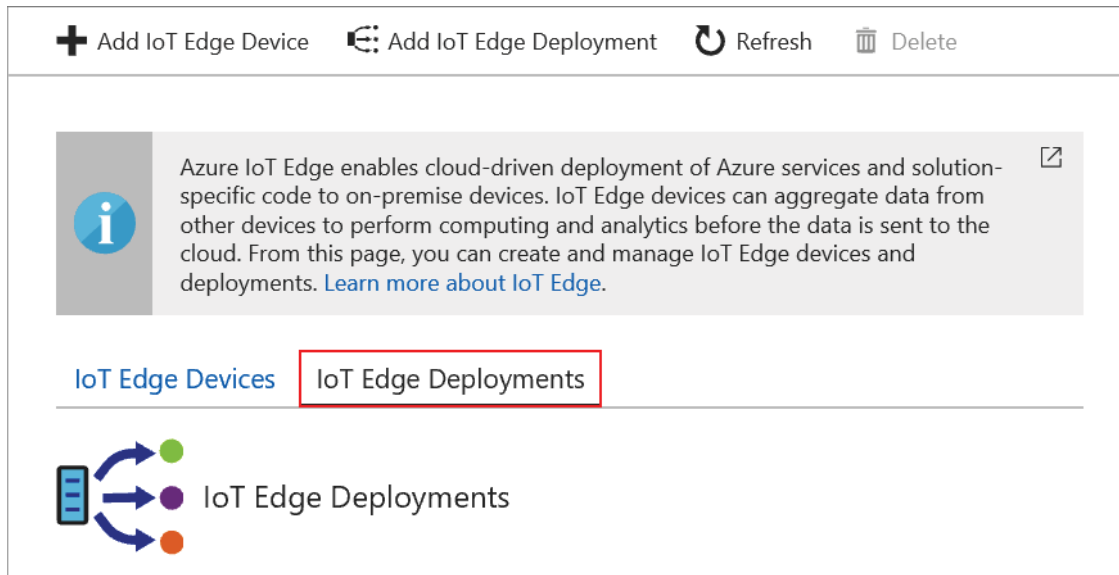 Add IoT Edge Device Add IoT Edge Deployment Refresh Delete
Azure IoT Edge enables cloud-driven deployment of Azure services and solution-
specific code to on-premise devices. IoT Edge devices can aggregate data from
other devices to perform computing and analytics before the data is sent to the
cloud. From this page, you can create and manage IoT Edge devices and
deployments. Learn more about IoT Edge.
IoT Edge Devices IoT Edge Deployments
IoT Edge Deployments